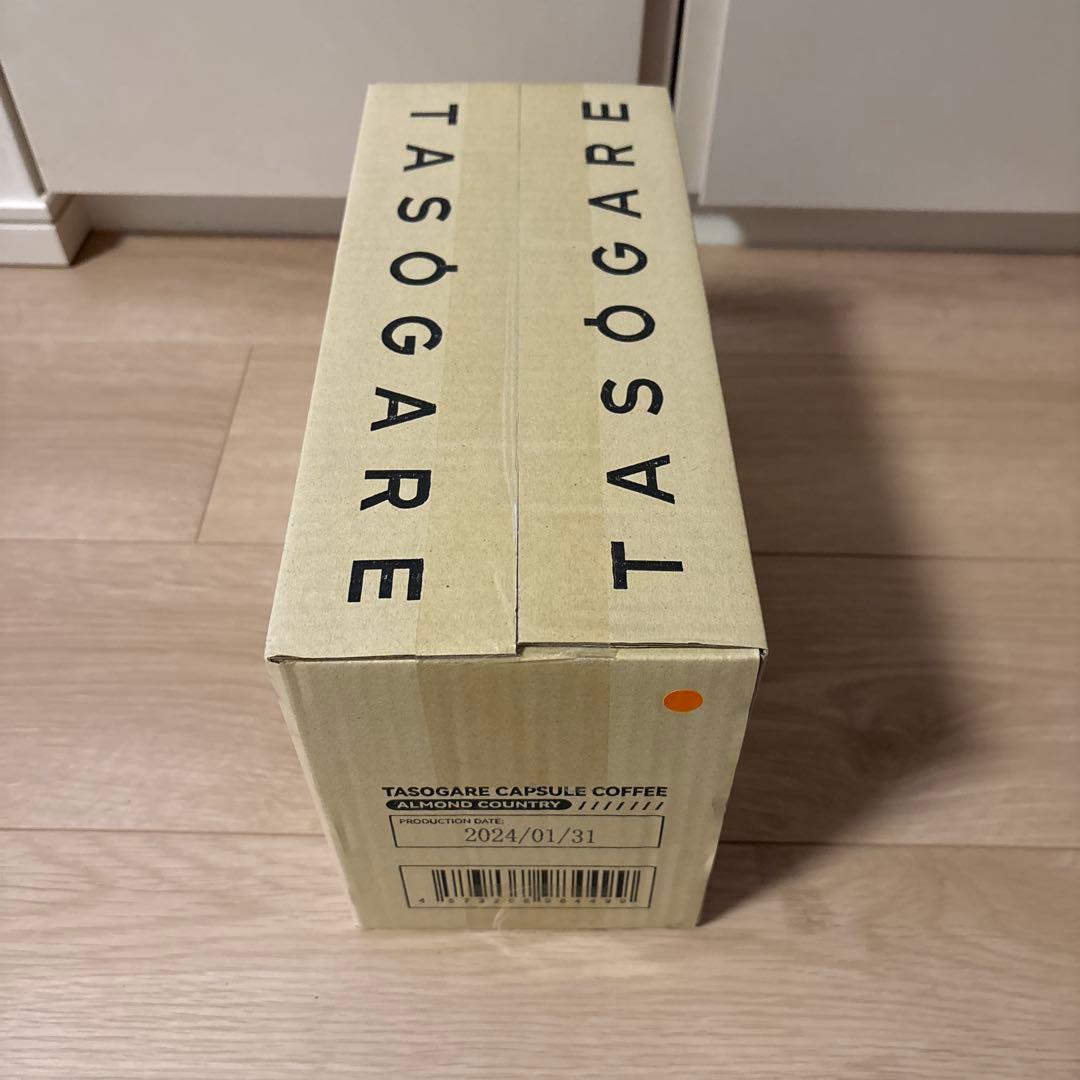 TASOGARE
TASOGARE
TASOGARE CAPSULE COFFEE
ALMOND COUNTRY
PRODUCTION DATE:
2024/01/31